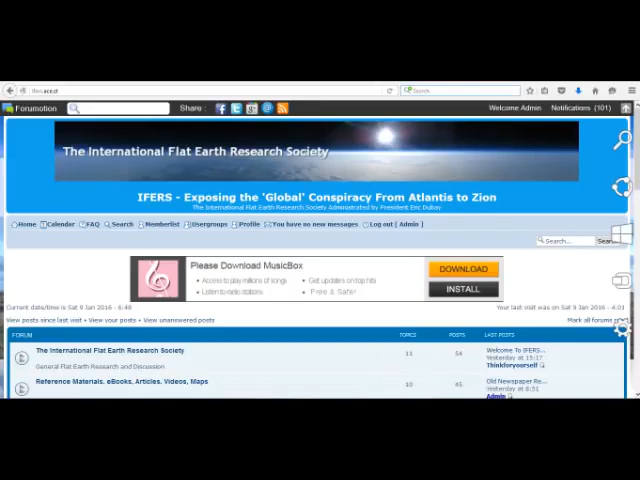 ifers.ace.st
Search
Forumotion
Share :
Welcome Admin
Notifications (101)
The International Flat Earth Research Society
IFERS - Exposing the 'Global' Conspiracy From Atlantis to Zion
The International Flat Earth Research Society Administrated by President Eric Dubay
Home Calendar FAQ Search Memberlist Usergroups Profile You have no new messages Log out [ Admin ]
Search...
Please Download MusicBox
• Access to play millions of songs • Get updates on top hits
• Listen to radio stations • Free & Safe!
DOWNLOAD
INSTALL
Current date/time is Sat 9 Jan 2016 - 6:48
Your last visit was on Sat 9 Jan 2016 - 4:01
View posts since last visit • View your posts • View unanswered posts
Mark all forums
FORUM TOPICS POSTS LAST POSTS
The International Flat Earth Research Society
General Flat Earth Research and Discussion
11 54
Welcome To IFERS...
Yesterday at 15:17
Thinkforyourself
Reference Materials. eBooks, Articles. Videos, Maps
10 45
Old Newspaper Re...
Yesterday at 8:51
Admin